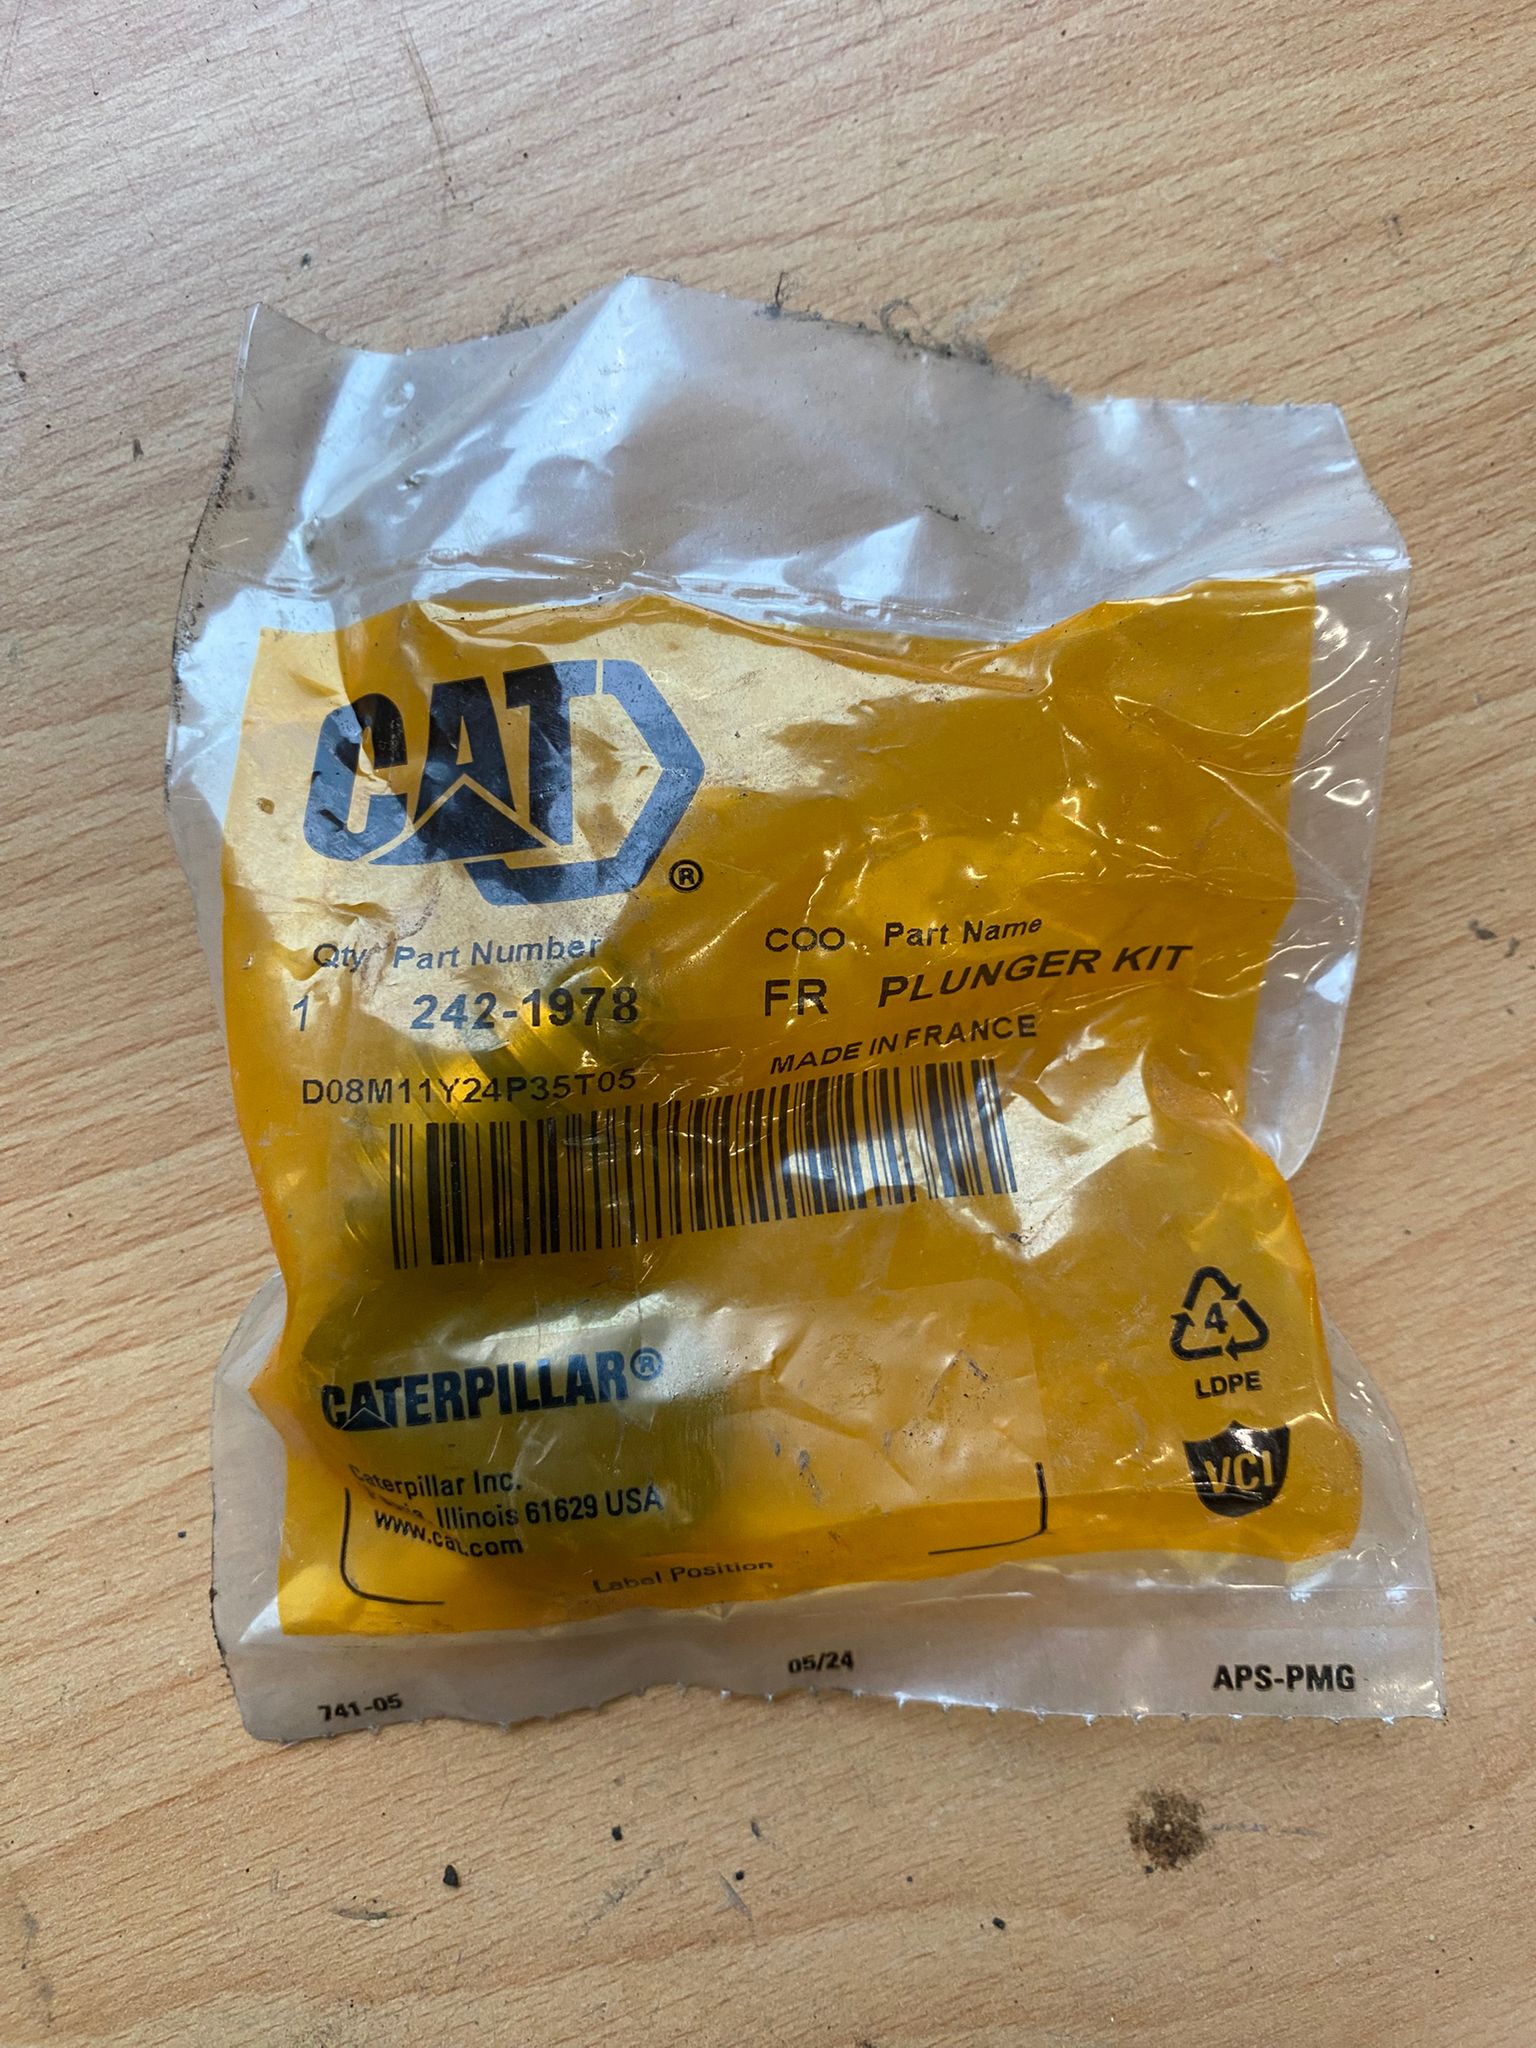 CAT®
Qty Part Number COO Part Name
1 242-1978 FR PLUNGER KIT
MADE IN FRANCE
D08M11Y24P35T05
CATERPILLAR®
Caterpillar Inc.
Illinois 61629 USA
www.cat.com
Label Position
4
LDPE
VCI
741-05 05/24 APS-PMG